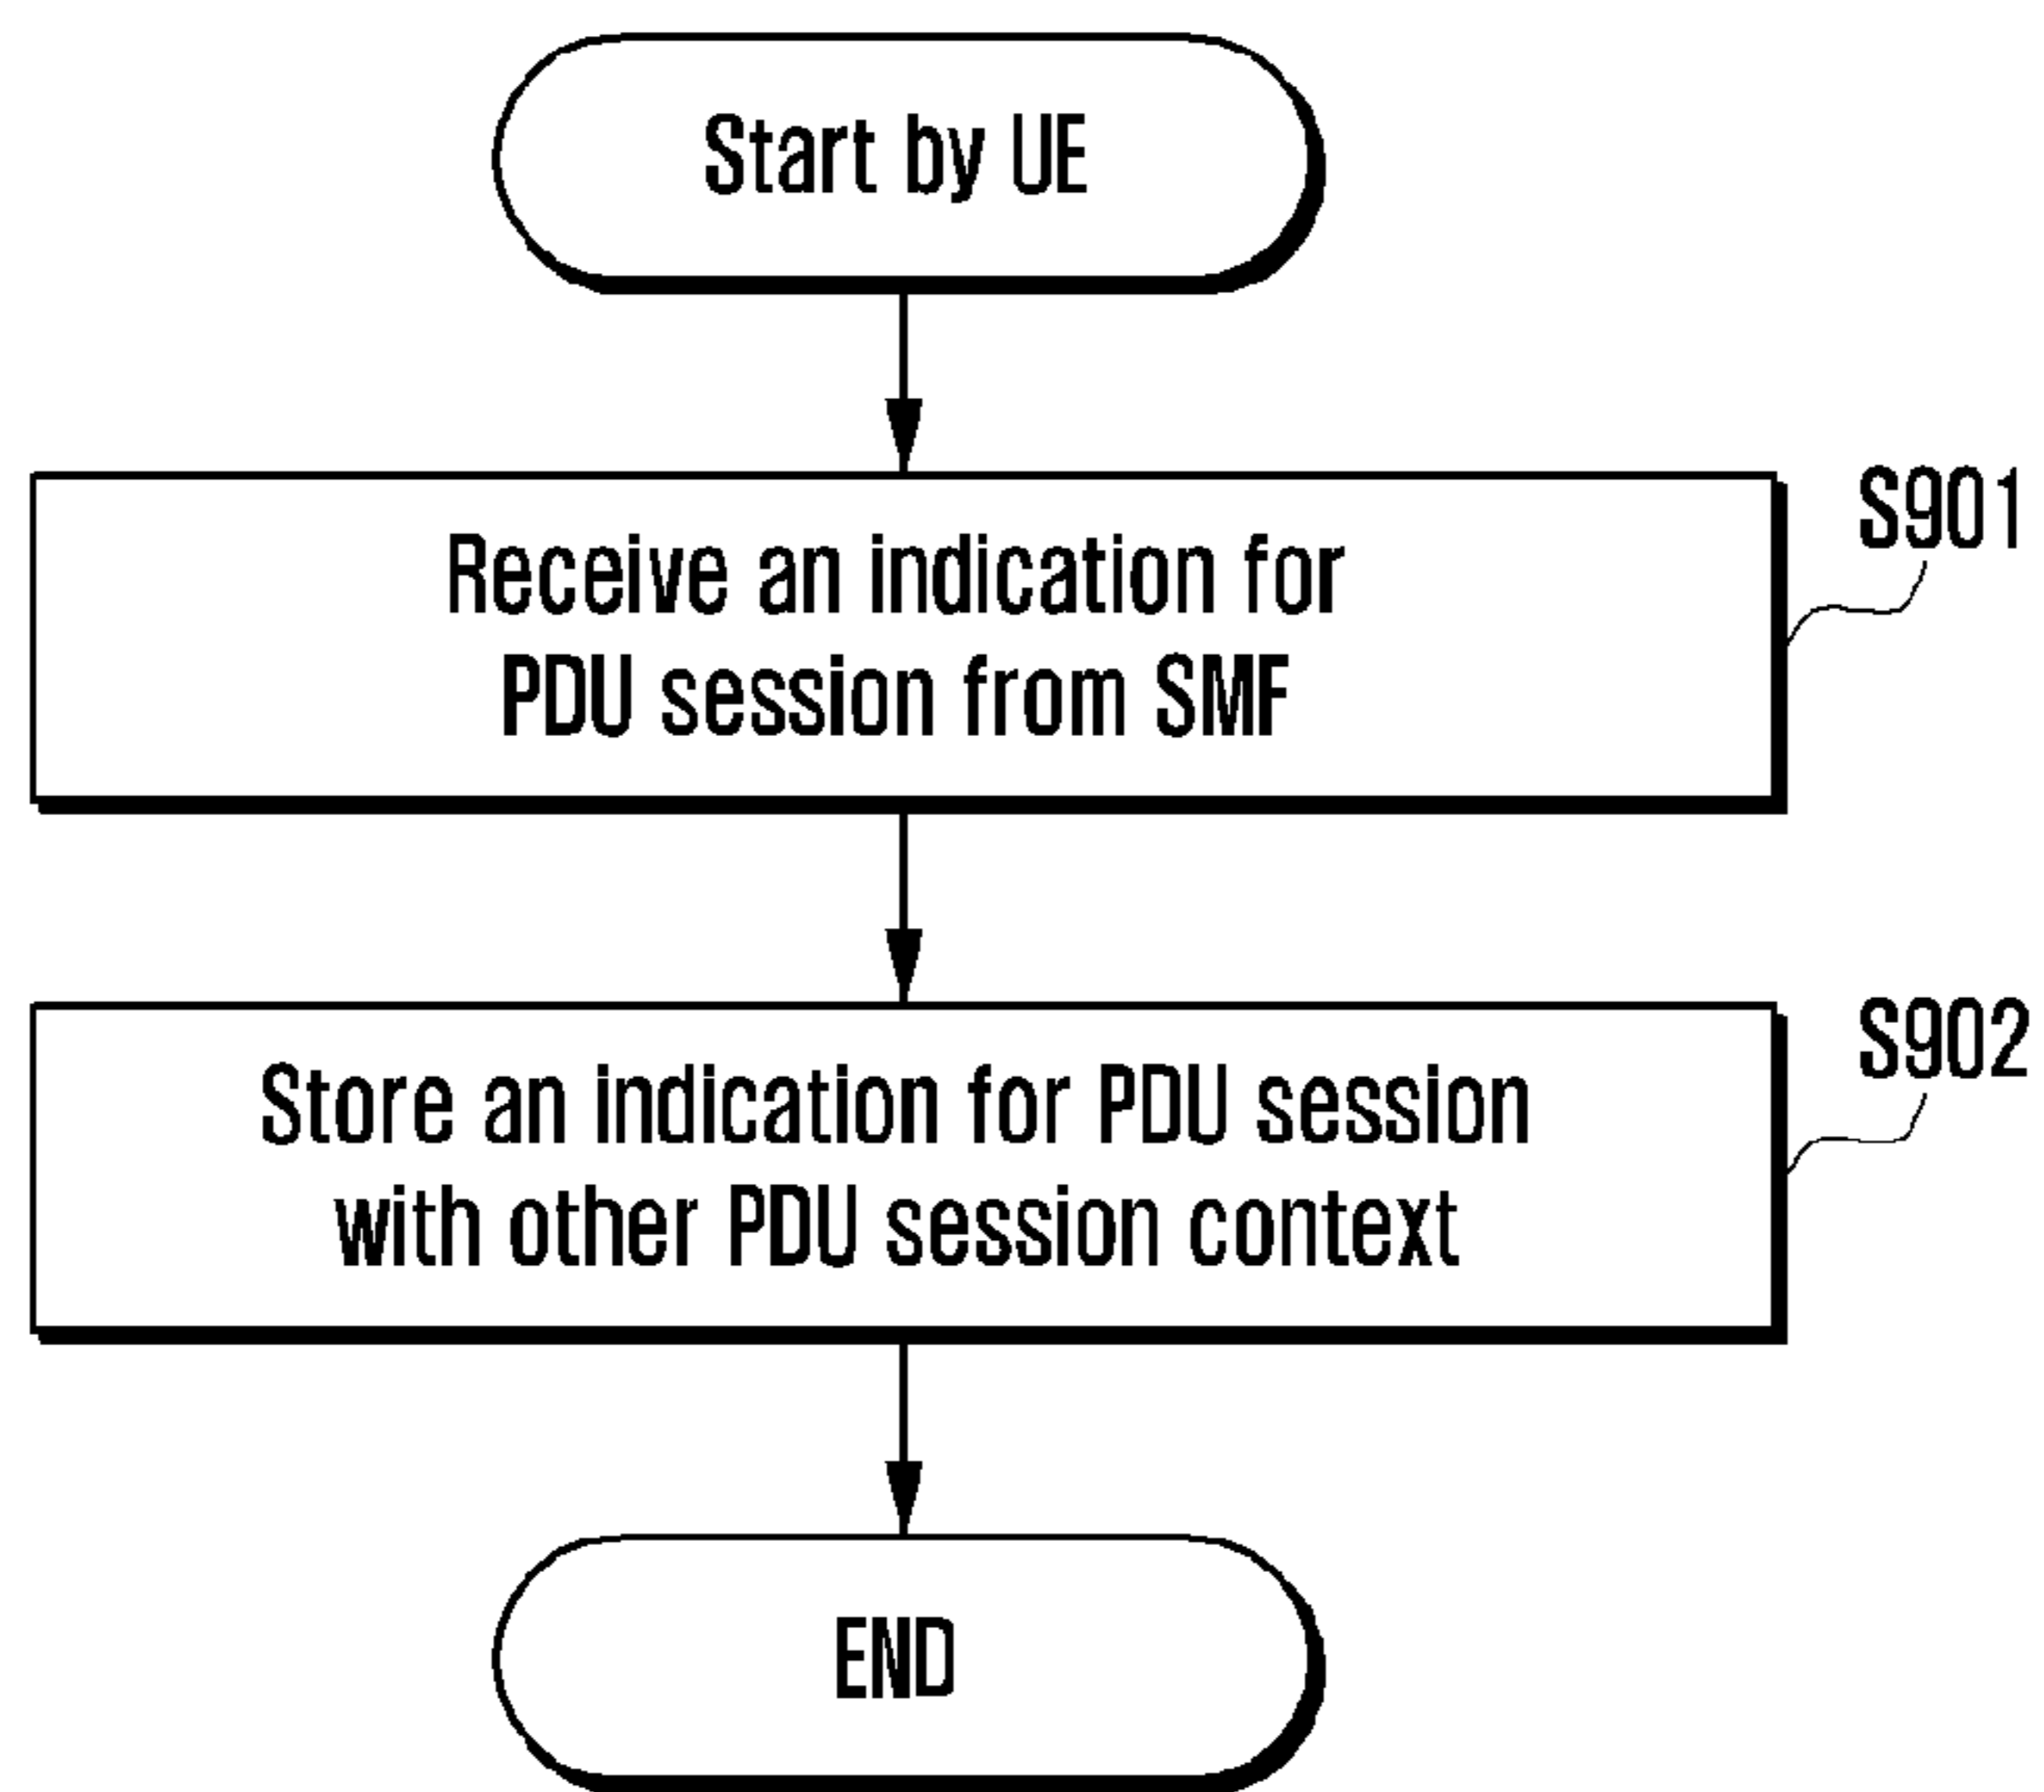 Start by UE
Receive an indication for
PDU session from SMF
S901
Store an indication for PDU session
with other PDU session context
S902
END